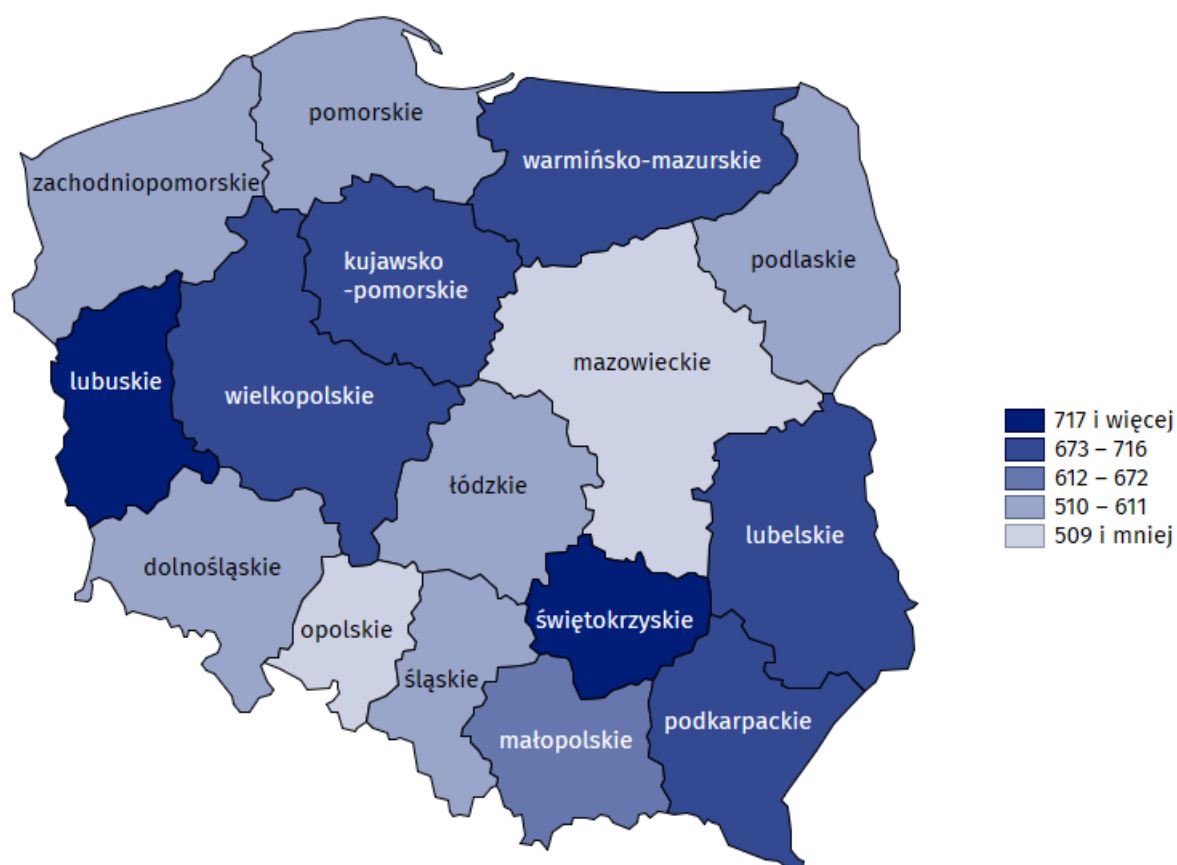 pomorskie
warmińsko-mazurskie
zachodniopomorskie
podlaskie
kujawsko
-pomorskie
mazowieckie
lubuskie
wielkopolskie
łódzkie
lubelskie
dolnośląskie
świętokrzyskie
opolskie
śląskie
podkarpackie
małopolskie
717 i więcej
673 – 716
612 – 672
510 – 611
509 i mniej